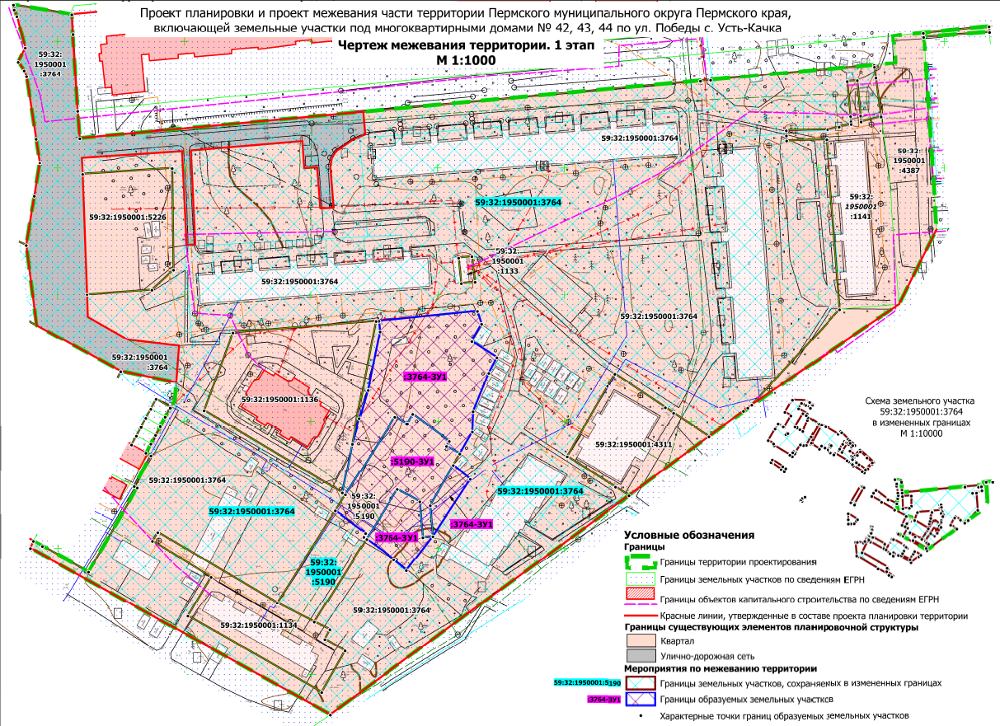 Проект планировки и проект межевания части территории Пермского муниципального округа Пермского края,
включающей земельные участки под многоквартирными домами № 42, 43, 44 по ул. Победы с. Усть-Качка
Чертеж межевания территории. 1 этап
М 1:1000
59:32:
1950001
:3764
59:32:1950001:3764
59:32:
1950001
:4387
59:32:1950001:3764
59:32:
1950001
:1141
59:32:1950001:5226
59:32:
1950001
:1133
59:32:1950001:3764
59:32:1950001:3764
59:32:1950001
:3764
:3764-ЗУ1
59:32:1950001:1136
Схема земельного участка
59:32:1950001:3764
в измененных границах
М 1:10000
59:32:1950001:4311
:5190-ЗУ1
59:32:1950001:3764
59:32:1950001:3764
59:32:
1950001
:5190
59:32:1950001:3764
:3764-ЗУ1
:3764-ЗУ1
59:32:
1950001
:5190
59:32:1950001:3764
59:32:1950001:1134
Условные обозначения
Границы
Границы территории проектирования
Границы земельных участков по сведениям ЕГРН
Границы объектов капитального строительства по сведениям ЕГРН
Красные линии, утвержденные в составе проекта планировки территории
Границы существующих элементов планировочной структуры
Квартал
Улично-дорожная сеть
Мероприятия по межеванию территории
59:32:1950001:5190 Границы земельных участков, сохраняемых в измененных границах
:3764-ЗУ1 Границы образуемых земельных участков
Характерные точки границ образуемых земельных участков